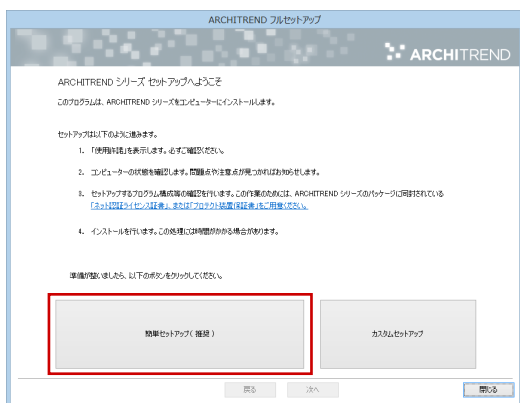 ARCHITREND フルセットアップ
ARCHITREND
ARCHITREND シリーズ セットアップへようこそ
このプログラムは、ARCHITREND シリーズをコンピューターにインストールします。
セットアップは以下のように進みます。
1. 「使用許諾」を表示します。必ずご確認ください。
2. コンピューターの状態を確認します。問題点や注意点が見つかればお知らせします。
3. セットアップするプログラム構成等の確認を行います。この作業のためには、ARCHITREND シリーズのパッケージに同封されている
「ネット認証ライセンス証書」、または「プロテクト装置保証書」をご用意ください。
4. インストールを行います。この処理には時間がかかる場合があります。
準備が整いましたら、以下のボタンをクリックしてください。
簡単セットアップ( 推奨 )
カスタムセットアップ
戻る
次へ
閉じる